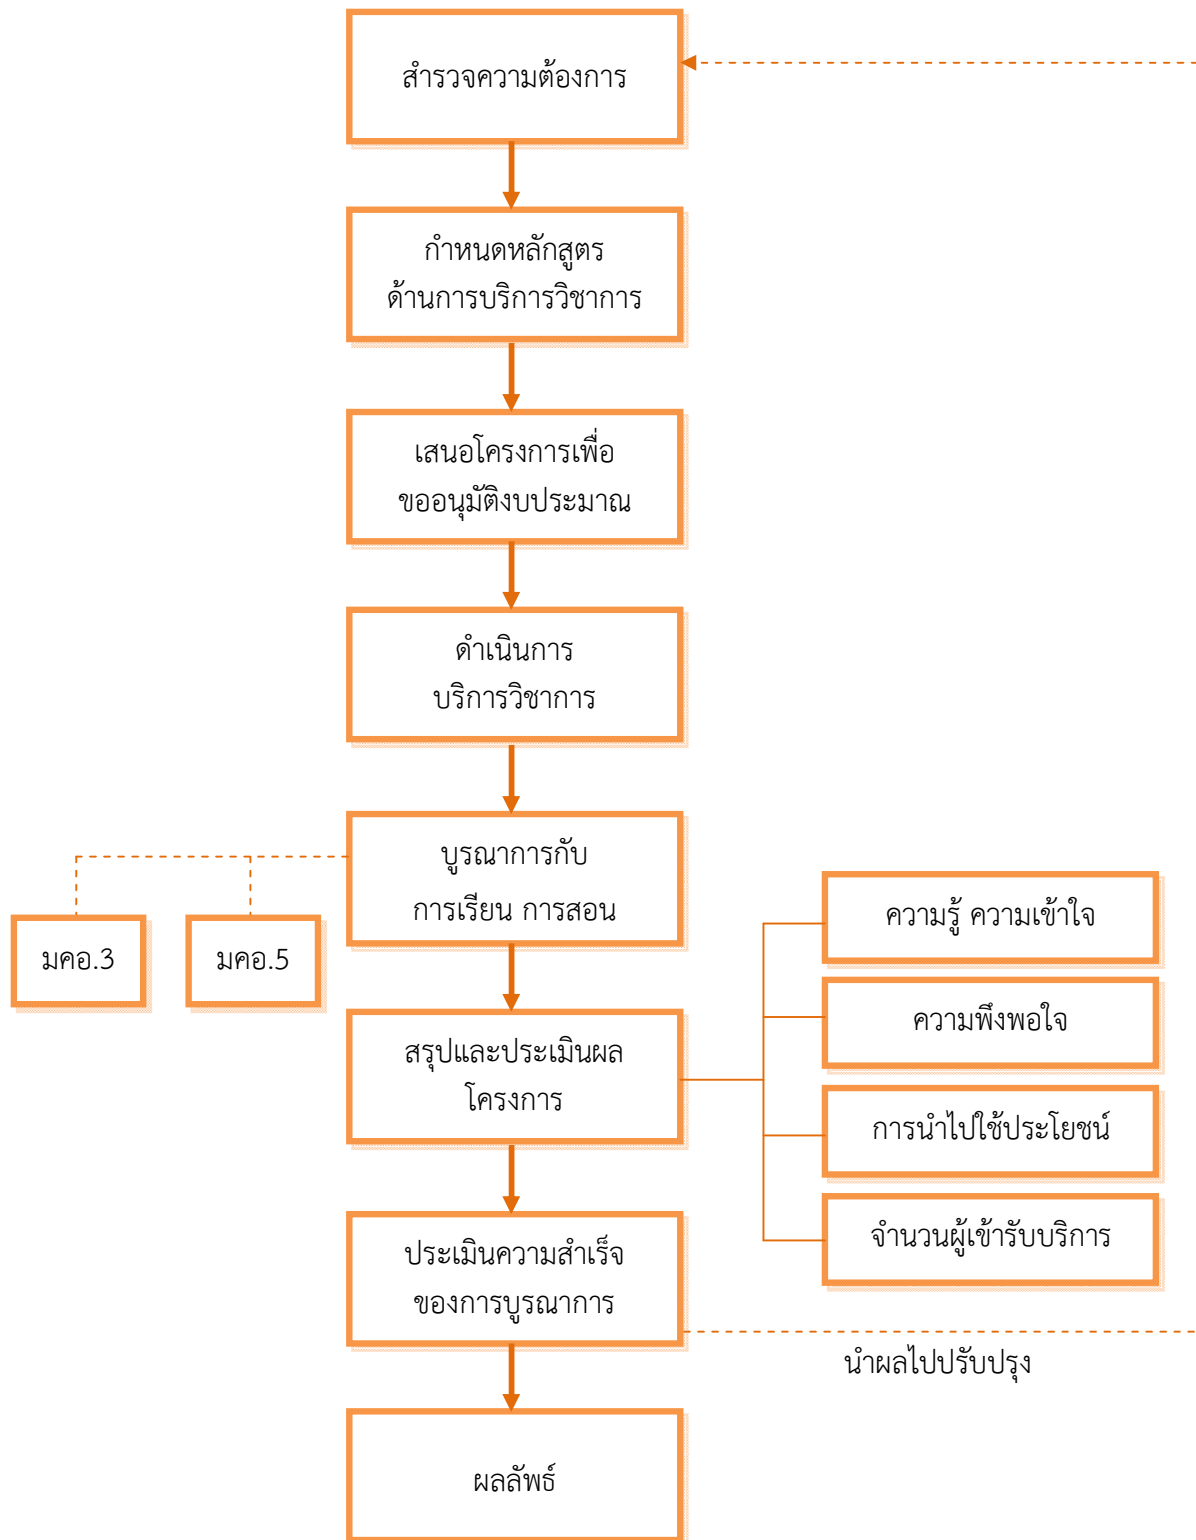 สำรวจความต้องการ
กำหนดหลักสูตร
ด้านการบริการวิชาการ
เสนอโครงการเพื่อ
ขออนุมัติงบประมาณ
ดำเนินการ
บริการวิชาการ
บูรณาการกับ
การเรียน การสอน
มคอ.3
มคอ.5
สรุปและประเมินผล
โครงการ
ความรู้ ความเข้าใจ
ความพึงพอใจ
การนำไปใช้ประโยชน์
จำนวนผู้เข้ารับบริการ
ประเมินความสำเร็จ
ของการบูรณาการ
นำผลไปปรับปรุง
ผลลัพธ์